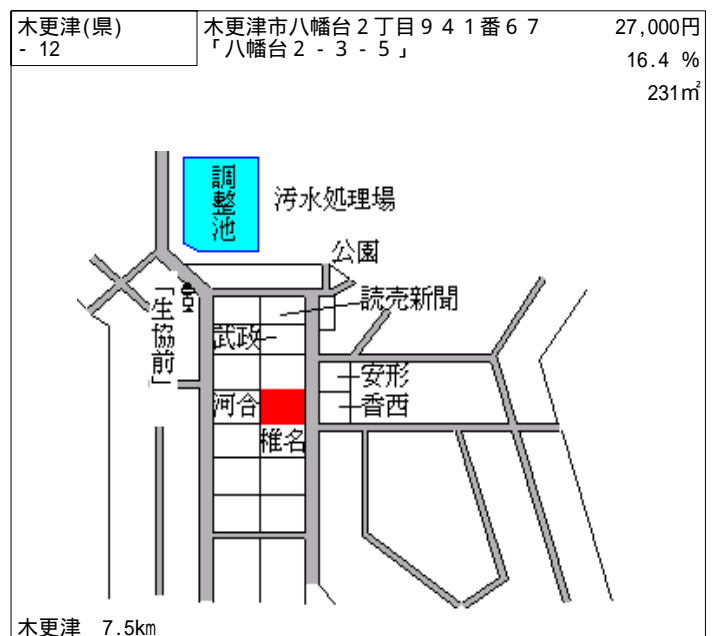 木更津(県)
- 12
木更津市八幡台2丁目941番67
「八幡台2-3-5」
27,000円
16.4 %
231㎡
調整池
汚水処理場
公園
読売新聞
「生協前」
武政
安形
河合
香西
椎名
木更津 7.5km